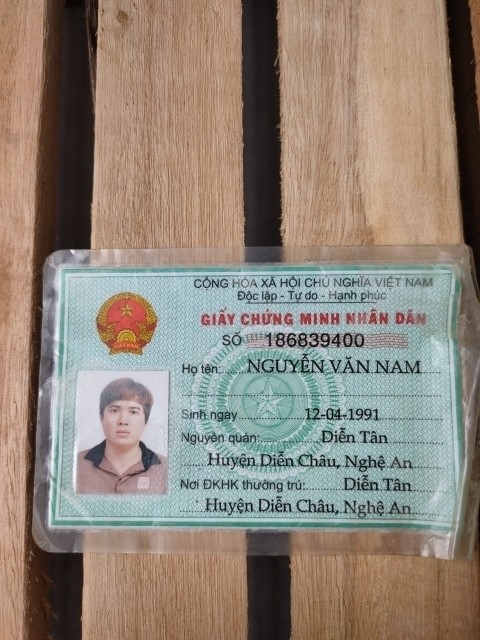 CỘNG HÒA XÃ HỘI CHỦ NGHĨA VIỆT NAM
Độc lập - Tự do - Hạnh phúc
GIẤY CHỨNG MINH NHÂN DÂN
SỐ 186839400
Họ tên: NGUYỄN VĂN NAM
Sinh ngày 12-04-1991
Nguyên quán: Diễn Tân
Huyện Diễn Châu, Nghệ An
Nơi ĐKHK thường trú: Diễn Tân
Huyện Diễn Châu, Nghệ An